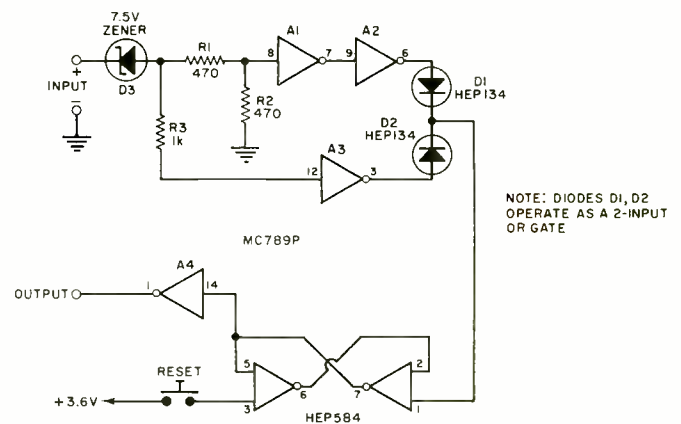 7.5V
ZENER
D3
INPUT
+
−
R1
470
R2
470
R3
1k
8
A1
7
9
A2
6
D1
HEP134
D2
HEP134
12
A3
3
MC789P
NOTE: DIODES D1, D2
OPERATE AS A 2-INPUT
OR GATE
OUTPUT
1
A4
14
RESET
+3.6V
5
3
6
7
2
1
HEP584